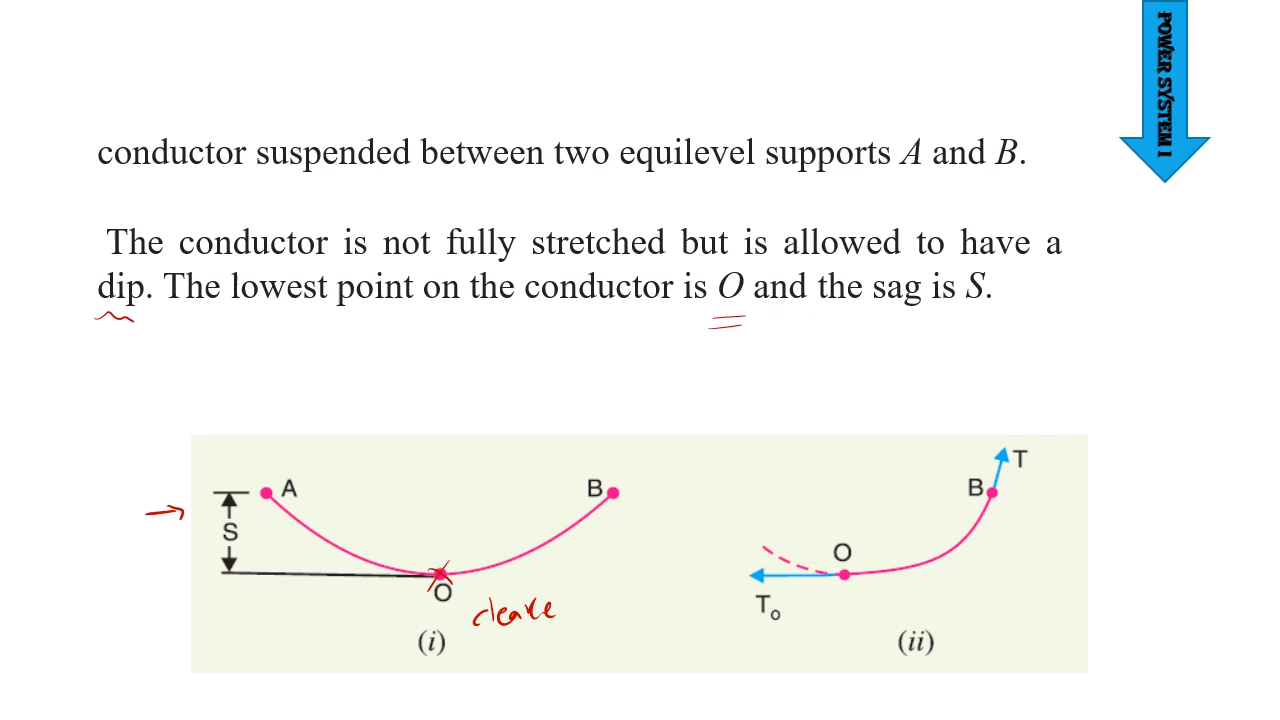 POWER SYSTEM I
conductor suspended between two equilevel supports A and B.
The conductor is not fully stretched but is allowed to have a
dip. The lowest point on the conductor is O and the sag is S.
A
B
S
O
(i)
T
B
O
To
(ii)